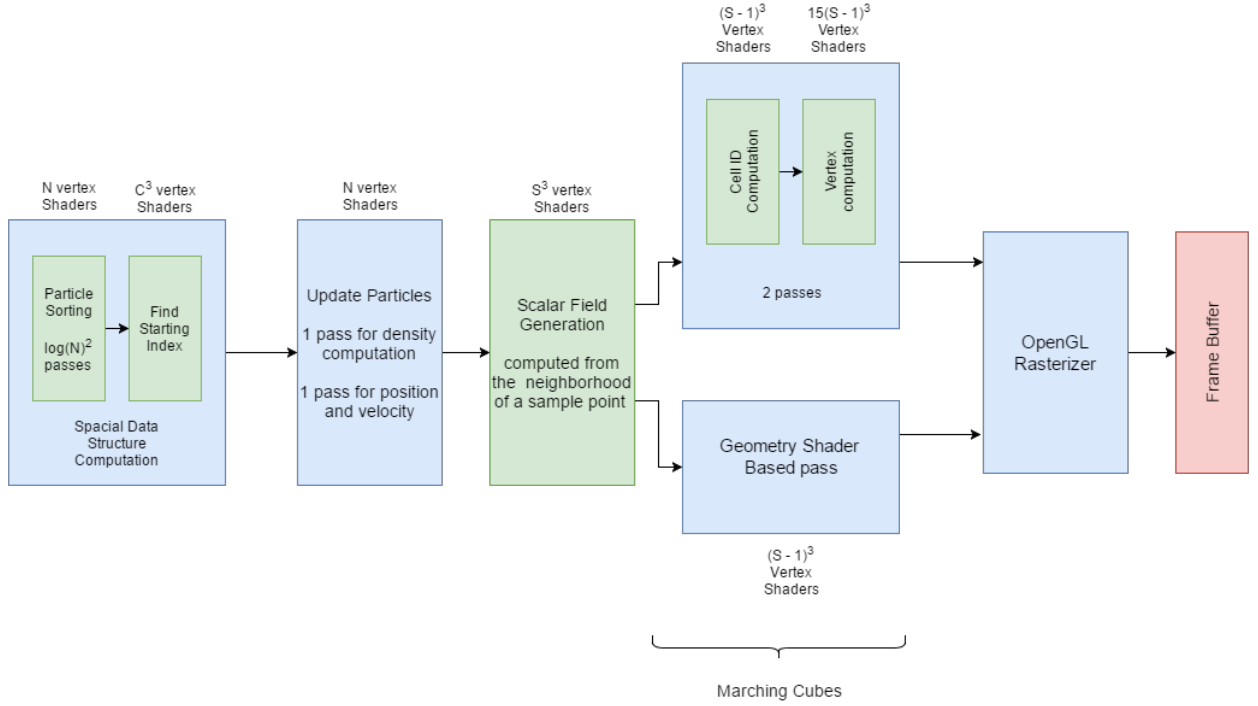 N vertex
Shaders
C³ vertex
Shaders
Particle
Sorting
log(N)²
passes
Find
Starting
Index
Spacial Data
Structure
Computation
N vertex
Shaders
Update Particles
1 pass for density
computation
1 pass for position
and velocity
S³ vertex
Shaders
Scalar Field
Generation
computed from
the neighborhood
of a sample point
(S - 1)³
Vertex
Shaders
15(S - 1)³
Vertex
Shaders
Cell ID
Computation
Vertex
computation
2 passes
Geometry Shader
Based pass
(S - 1)³
Vertex
Shaders
Marching Cubes
OpenGL
Rasterizer
Frame Buffer